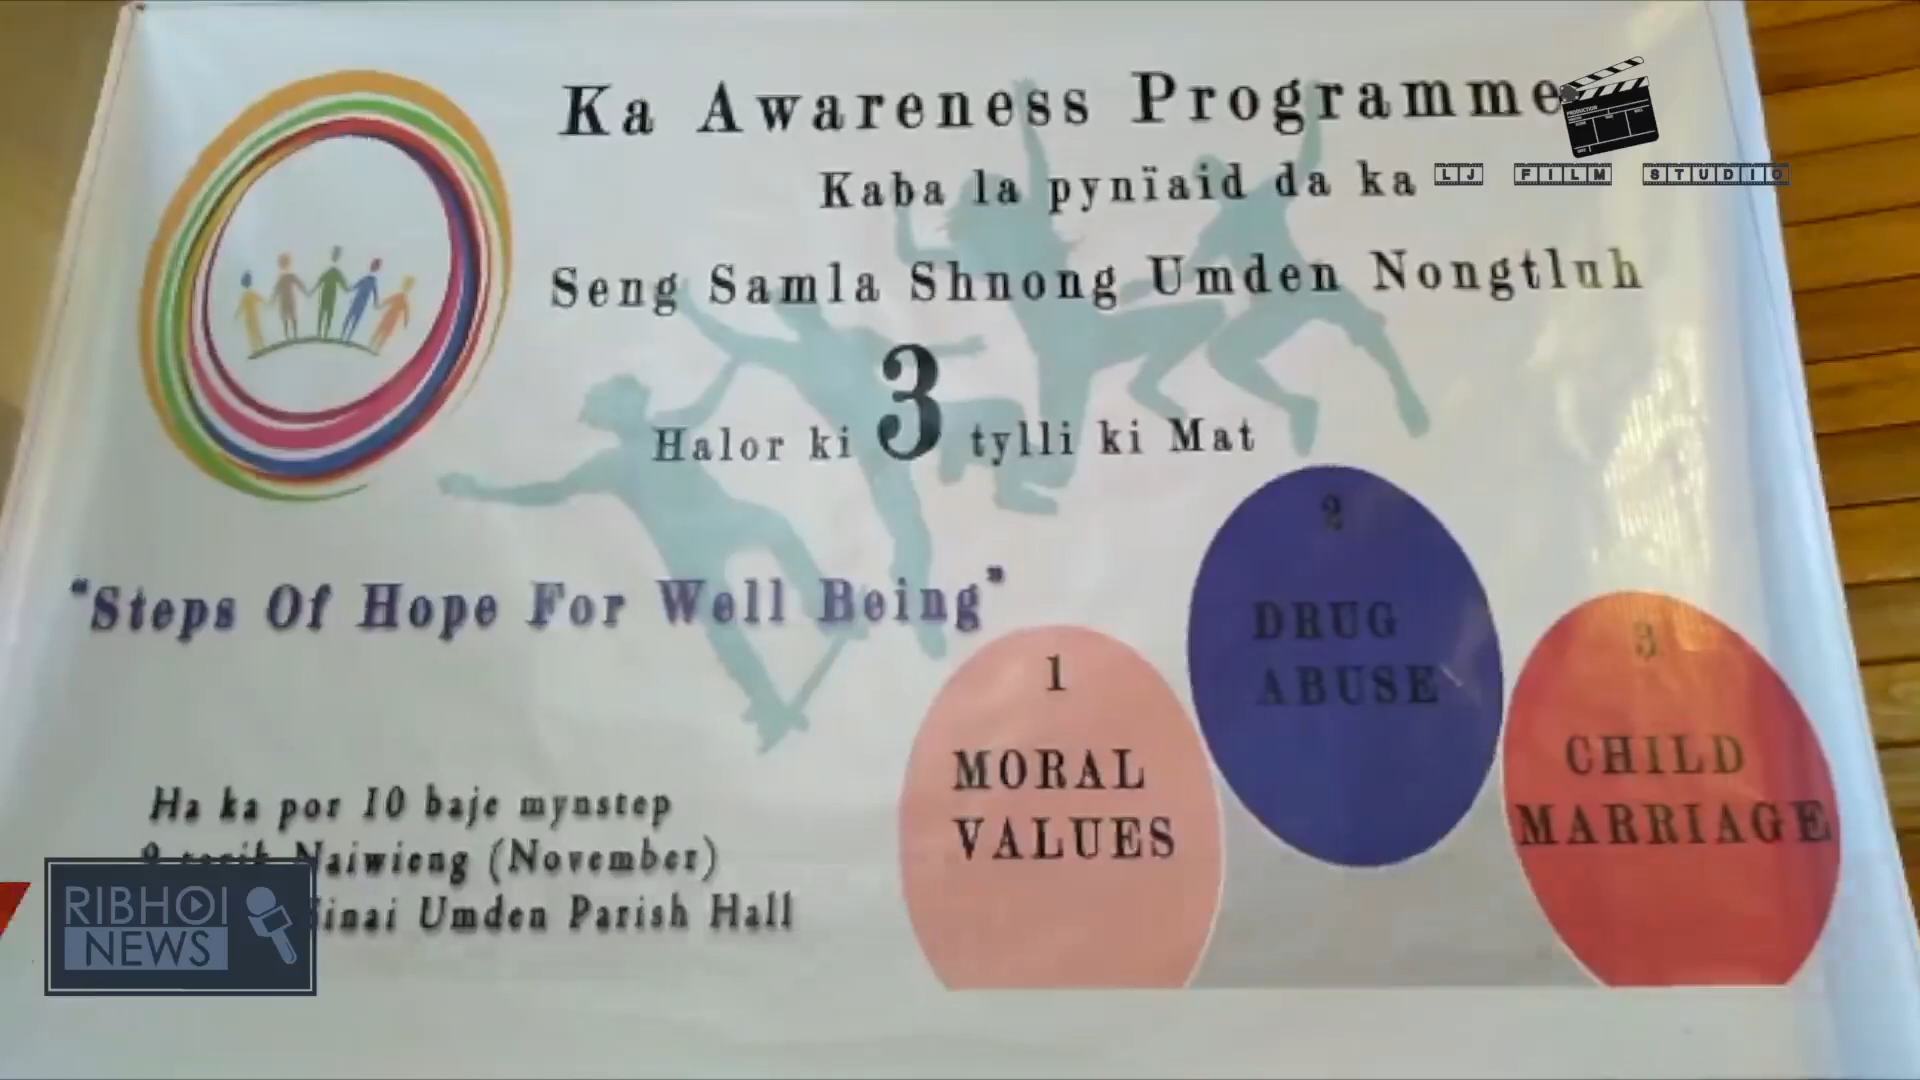 Ka Awareness Programme
Kaba la pynïaid da ka
LJ FILM STUDIO
Seng Samla Shnong Umden Nongtluh
Halor ki 3 tylli ki Mat
"Steps Of Hope For Well Being"
1
MORAL
VALUES
2
DRUG
ABUSE
3
CHILD
MARRIAGE
Ha ka por 10 baje mynstep
Naiwieng (November)
Sinai Umden Parish Hall
RIBHOI
NEWS